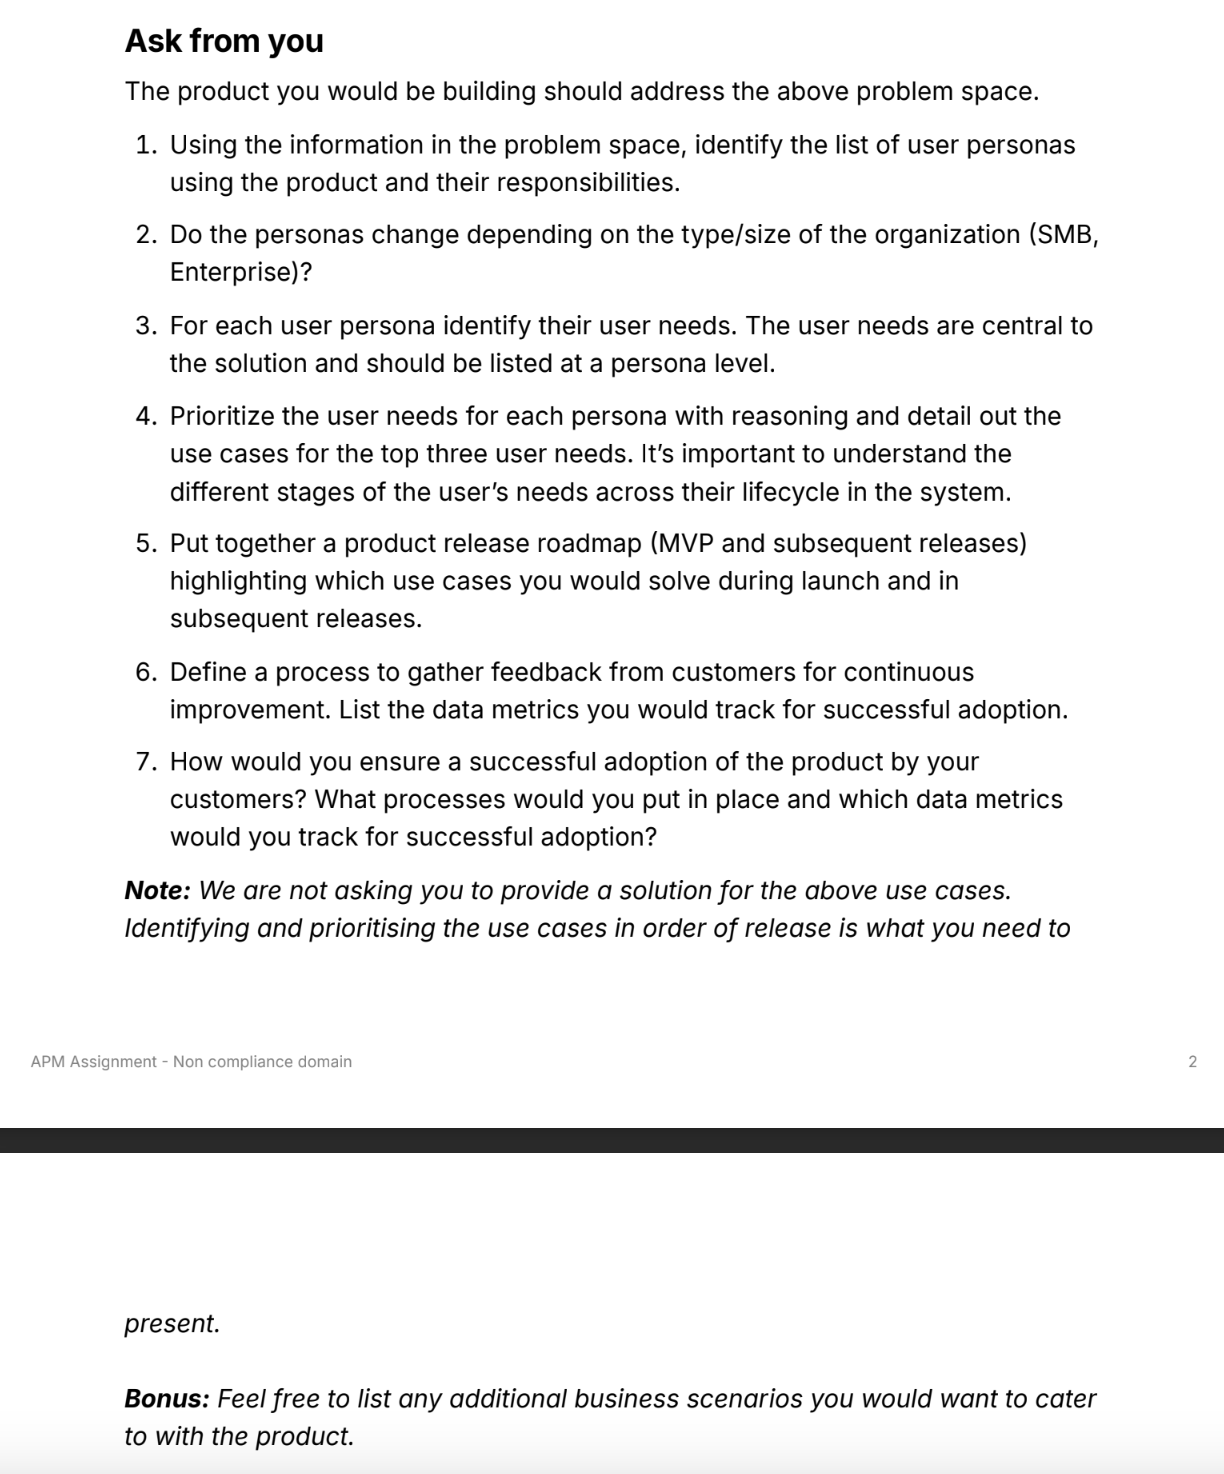 Ask from you
The product you would be building should address the above problem space.
1. Using the information in the problem space, identify the list of user personas
using the product and their responsibilities.
2. Do the personas change depending on the type/size of the organization (SMB,
Enterprise)?
3. For each user persona identify their user needs. The user needs are central to
the solution and should be listed at a persona level.
4. Prioritize the user needs for each persona with reasoning and detail out the
use cases for the top three user needs. It’s important to understand the
different stages of the user’s needs across their lifecycle in the system.
5. Put together a product release roadmap (MVP and subsequent releases)
highlighting which use cases you would solve during launch and in
subsequent releases.
6. Define a process to gather feedback from customers for continuous
improvement. List the data metrics you would track for successful adoption.
7. How would you ensure a successful adoption of the product by your
customers? What processes would you put in place and which data metrics
would you track for successful adoption?
Note: We are not asking you to provide a solution for the above use cases.
Identifying and prioritising the use cases in order of release is what you need to
APM Assignment - Non compliance domain 2
present.
Bonus: Feel free to list any additional business scenarios you would want to cater
to with the product.